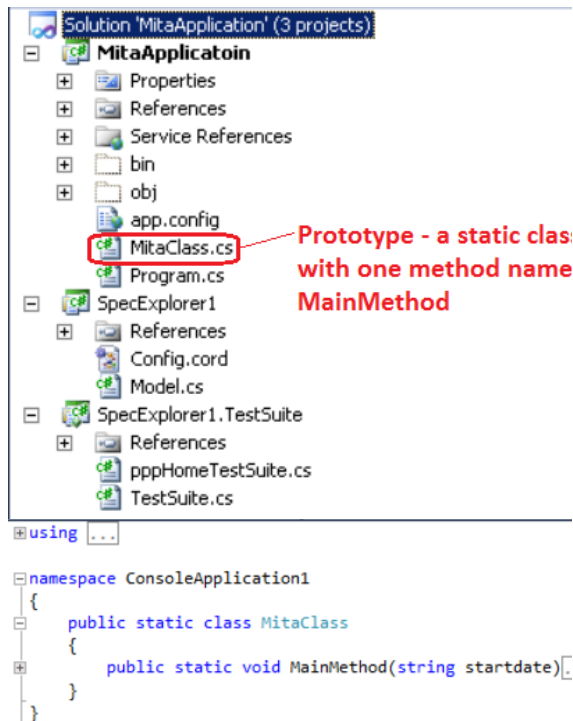 Solution 'MitaApplication' (3 projects)
MitaApplicatoin
Properties
References
Service References
bin
obj
app.config
MitaClass.cs
Prototype - a static class
Program.cs
with one method name
SpecExplorer1
MainMethod
References
Config.cord
Model.cs
SpecExplorer1.TestSuite
References
pppHomeTestSuite.cs
TestSuite.cs
using ...
namespace ConsoleApplication1
{
public static class MitaClass
{
public static void MainMethod(string startdate)
}
}